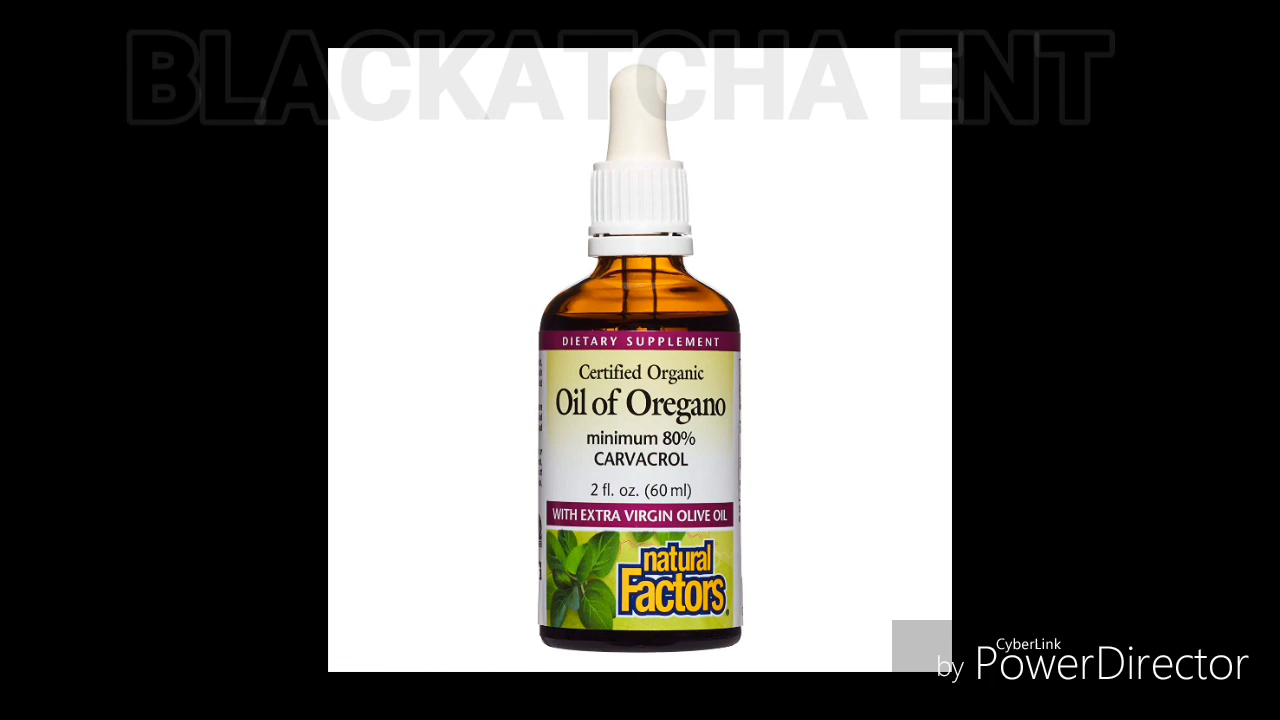 BLACKATCHA ENT
DIETARY SUPPLEMENT
Certified Organic
Oil of Oregano
minimum 80%
CARVACROL
2 fl. oz. (60 ml)
WITH EXTRA VIRGIN OLIVE OIL
natural
Factors®
CyberLink
by PowerDirector